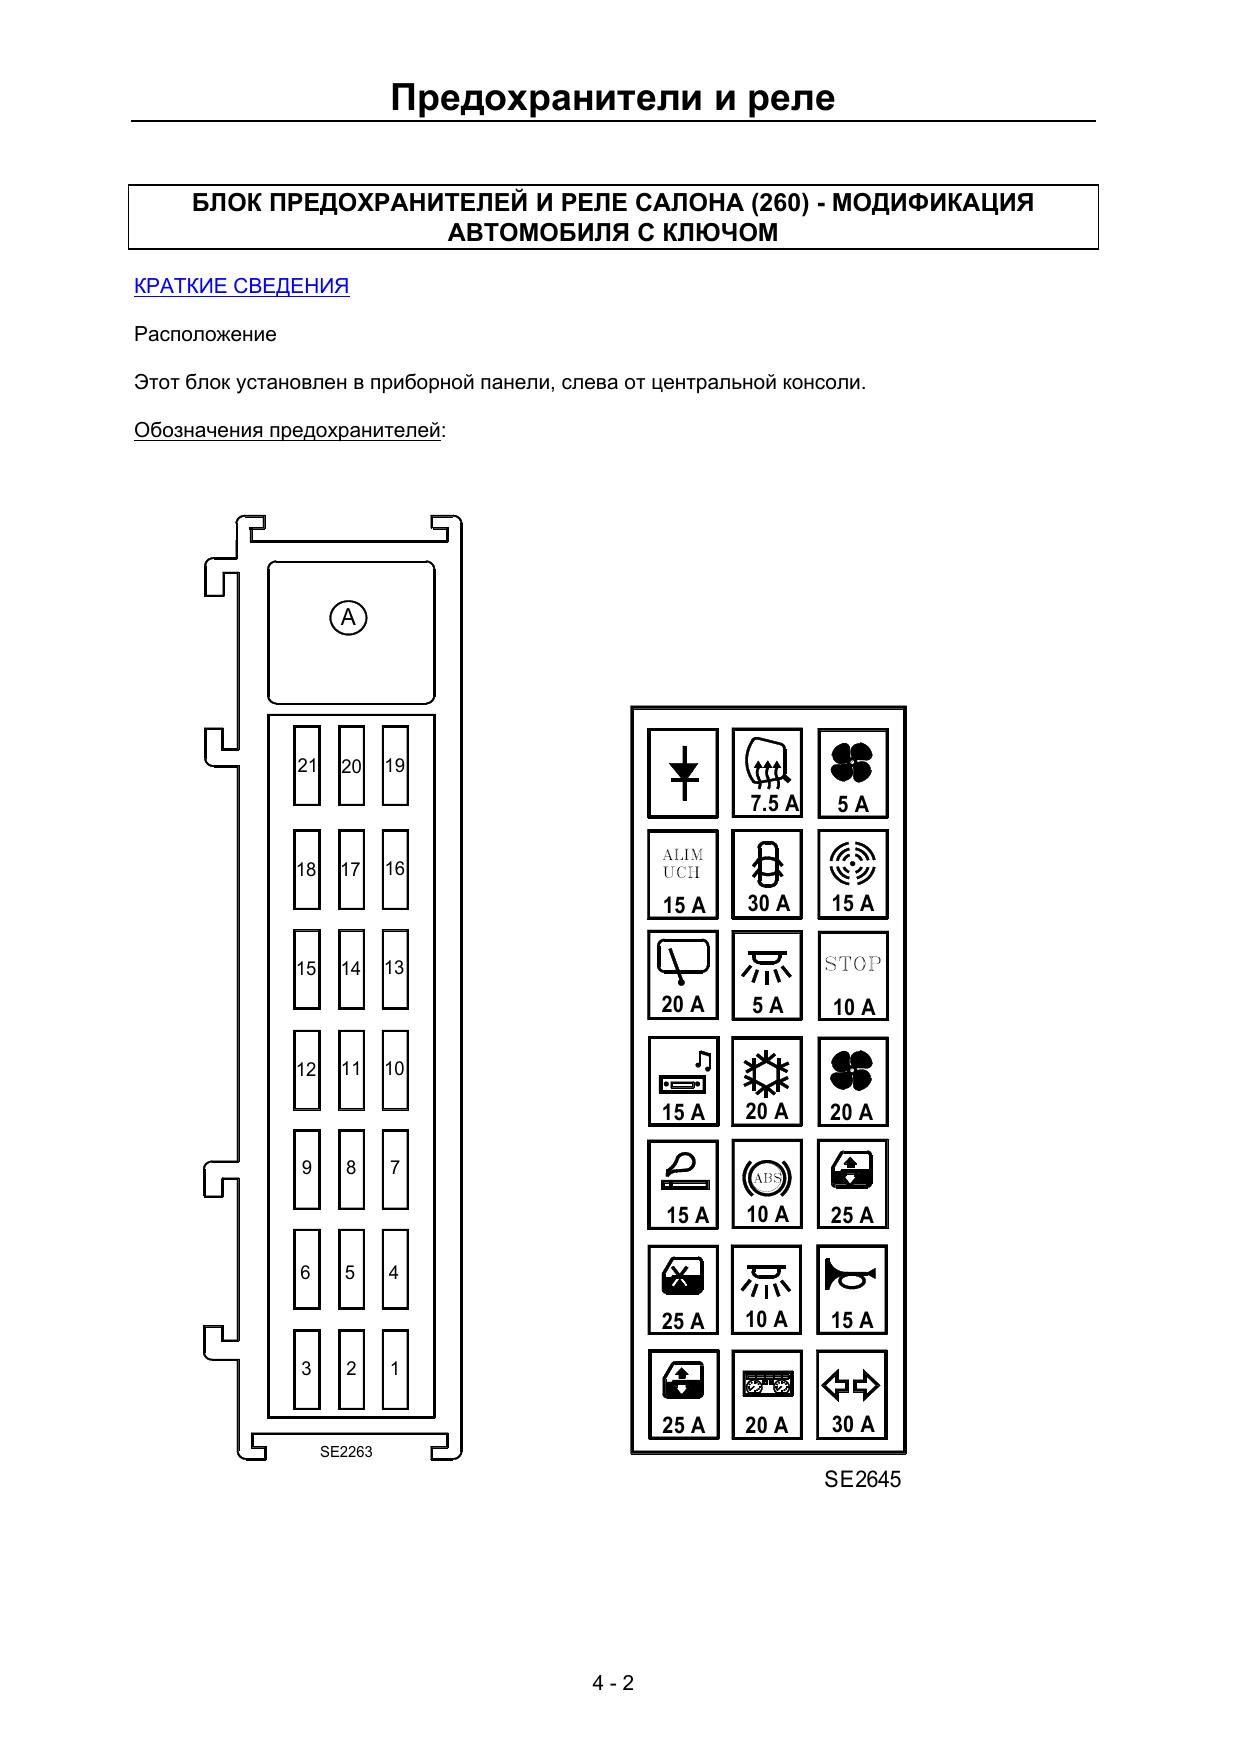 Предохранители и реле
БЛОК ПРЕДОХРАНИТЕЛЕЙ И РЕЛЕ САЛОНА (260) - МОДИФИКАЦИЯ
АВТОМОБИЛЯ С КЛЮЧОМ
КРАТКИЕ СВЕДЕНИЯ
Расположение
Этот блок установлен в приборной панели, слева от центральной консоли.
Обозначения предохранителей:
A
21 20 19
18 17 16
15 14 13
12 11 10
9 8 7
6 5 4
3 2 1
SE2263
7.5 A 5 A
ALIM
UCH
15 A 30 A 15 A
STOP
20 A 5 A 10 A
15 A 20 A 20 A
ABS
15 A 10 A 25 A
25 A 10 A 15 A
25 A 20 A 30 A
SE2645
4 - 2